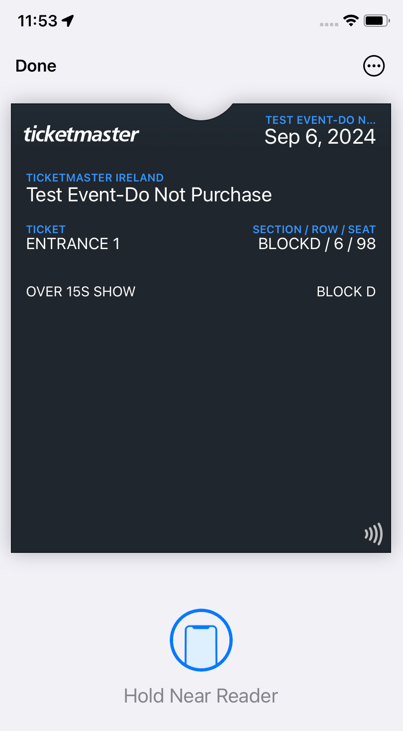 11:53
Done
ticketmaster
TEST EVENT-DO N...
Sep 6, 2024
TICKETMASTER IRELAND
Test Event-Do Not Purchase
TICKET
SECTION / ROW / SEAT
ENTRANCE 1
BLOCKD / 6 / 98
OVER 15S SHOW
BLOCK D
Hold Near Reader